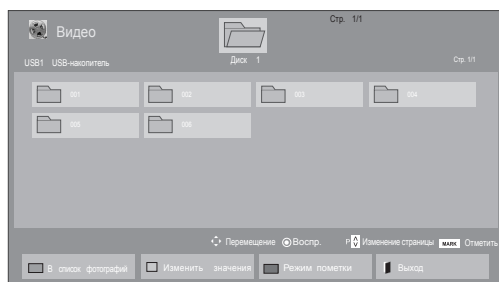 Стр. 1/1
Видео
USB1 USB-накопитель
Диск 1
Стр. 1/1
001 002 003 004
005 006
Перемещение Воспр. P Изменение страницы MARK Отметить
В список фотографий Изменить значения Режим пометки Выход